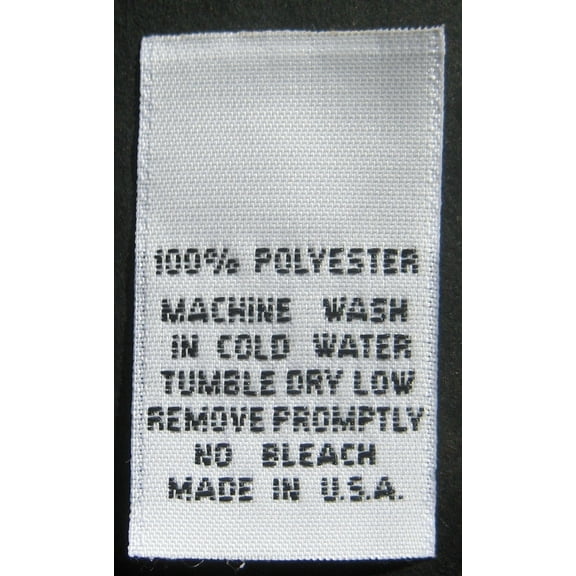 100% POLYESTER
MACHINE WASH
IN COLD WATER
TUMBLE DRY LOW
REMOVE PROMPTLY
NO BLEACH
MADE IN U.S.A.